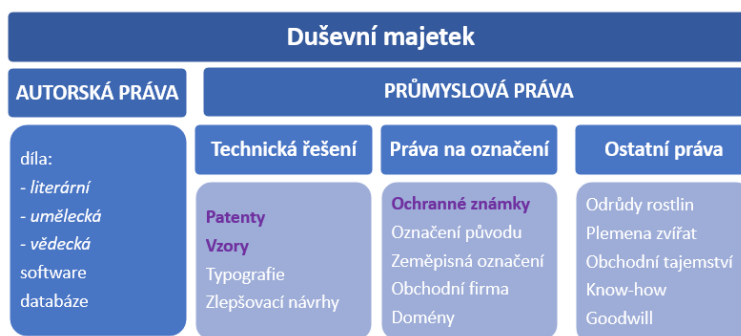 Duševní majetek
AUTORSKÁ PRÁVA
díla:
- literární
- umělecká
- vědecká
software
databáze
PRŮMYSLOVÁ PRÁVA
Technická řešení
Patenty
Vzory
Typografie
Zlepšovací návrhy
Práva na označení
Ochranné známky
Označení původu
Zeměpisná označení
Obchodní firma
Domény
Ostatní práva
Odrůdy rostlin
Plemena zvířat
Obchodní tajemství
Know-how
Goodwill